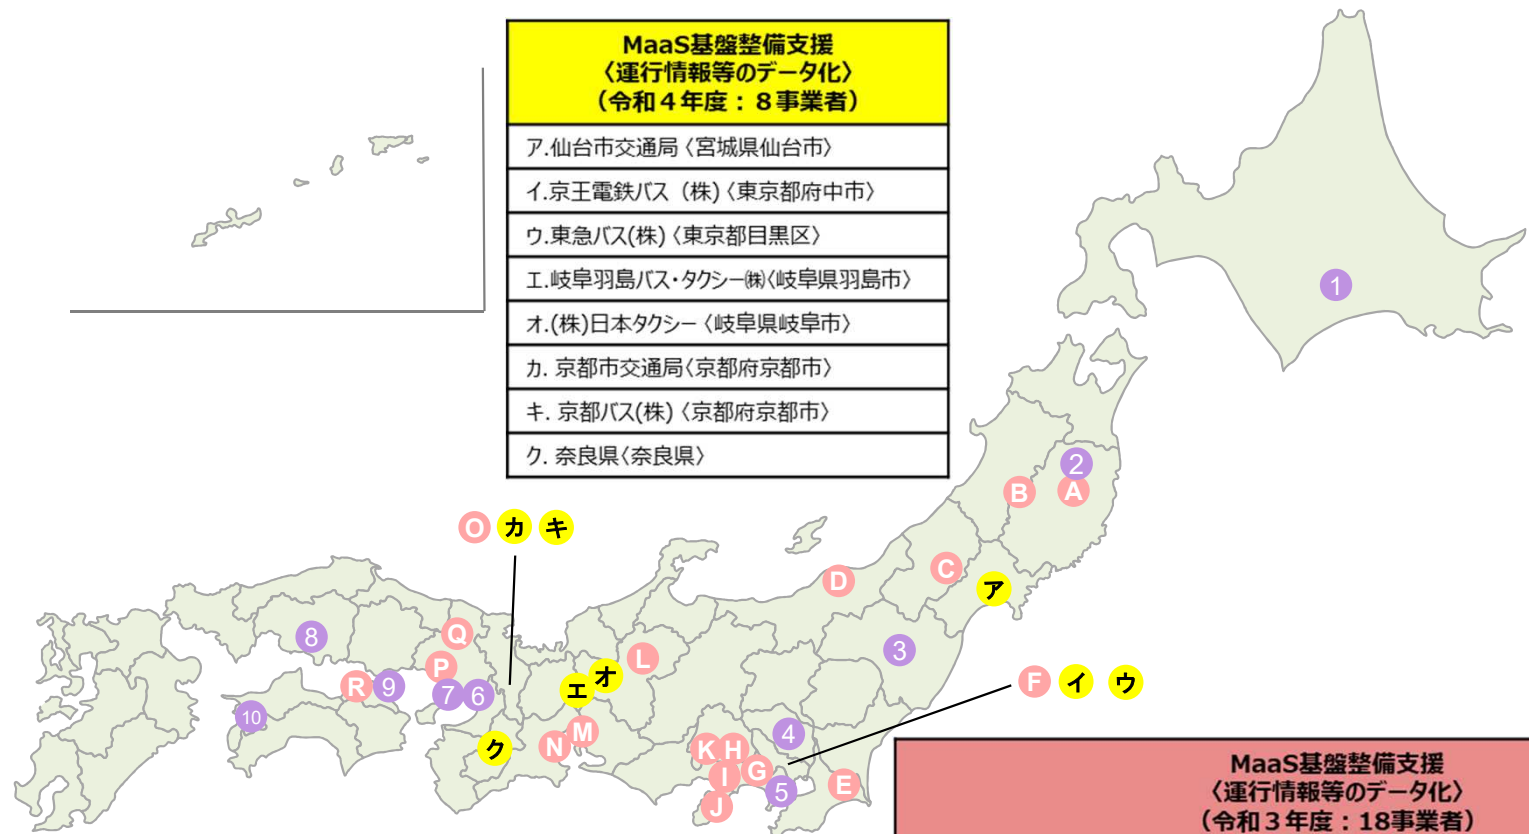 MaaS基盤整備支援
〈運行情報等のデータ化〉
（令和４年度：８事業者）
ア.仙台市交通局〈宮城県仙台市〉
イ.京王電鉄バス（株)〈東京都府中市〉
ウ.東急バス(株)〈東京都目黒区〉
エ.岐阜羽島バス・タクシー㈱〈岐阜県羽島市〉
オ.(株)日本タクシー〈岐阜県岐阜市〉
カ. 京都市交通局〈京都府京都市〉
キ. 京都バス(株)〈京都府京都市〉
ク. 奈良県〈奈良県〉
1
2
B A
O カ キ
D C ア
8 Q L 3
P
R 9 7 6 エ オ
F イ ウ
10
ク N M K H 4
I G
J 5 E
MaaS基盤整備支援
〈運行情報等のデータ化〉
（令和３年度：18事業者）